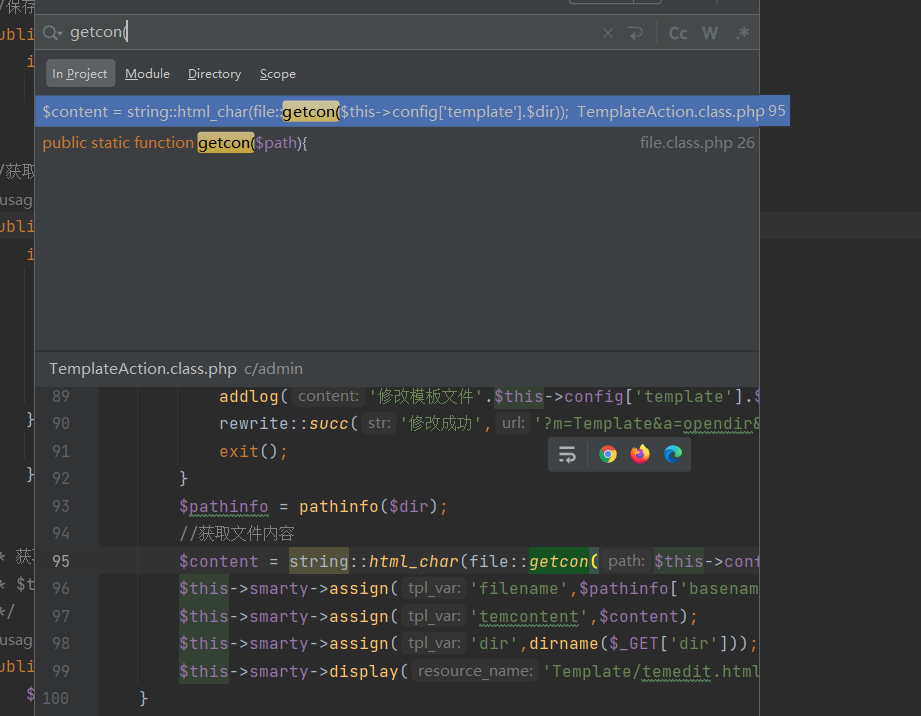 //保存
public
i
getcon(
Cc W .*
In Project Module Directory Scope
$content = string::html_char(file::getcon($this->config['template'].$dir)); TemplateAction.class.php 95
public static function getcon($path){ file.class.php 26
//获取
usag
ubli
i
}
}
TemplateAction.class.php c/admin
89 addlog( content: '修改模板文件'.$this->config['template'].$
90 rewrite::succ( str: '修改成功', url: '?m=Template&a=opendir&
91 exit();
92 }
93 $pathinfo = pathinfo($dir);
94 //获取文件内容
95 $content = string::html_char(file::getcon( path: $this->conf
* 获
96 $this->smarty->assign( tpl_var: 'filename',$pathinfo['basenam
* $t
*/
97 $this->smarty->assign( tpl_var: 'temcontent',$content);
usag
98 $this->smarty->assign( tpl_var: 'dir',dirname($_GET['dir']));
ubli
99 $this->smarty->display( resource_name: 'Template/temedit.html
$
100 }